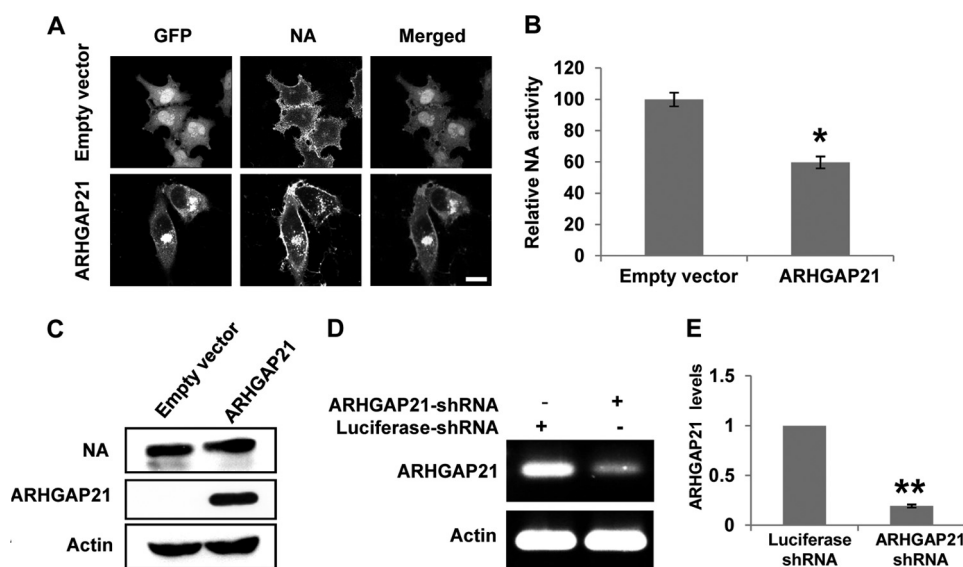 A
GFP
NA
Merged
Empty vector
ARHGAP21
B
Relative NA activity
120
100
80
60
40
20
0
*
Empty vector
ARHGAP21
C
Empty vector
ARHGAP21
NA
ARHGAP21
Actin
D
ARHGAP21-shRNA - +
Luciferase-shRNA + -
ARHGAP21
Actin
E
ARHGAP21 levels
1.5
1
0.5
0
**
Luciferase
shRNA
ARHGAP21
shRNA